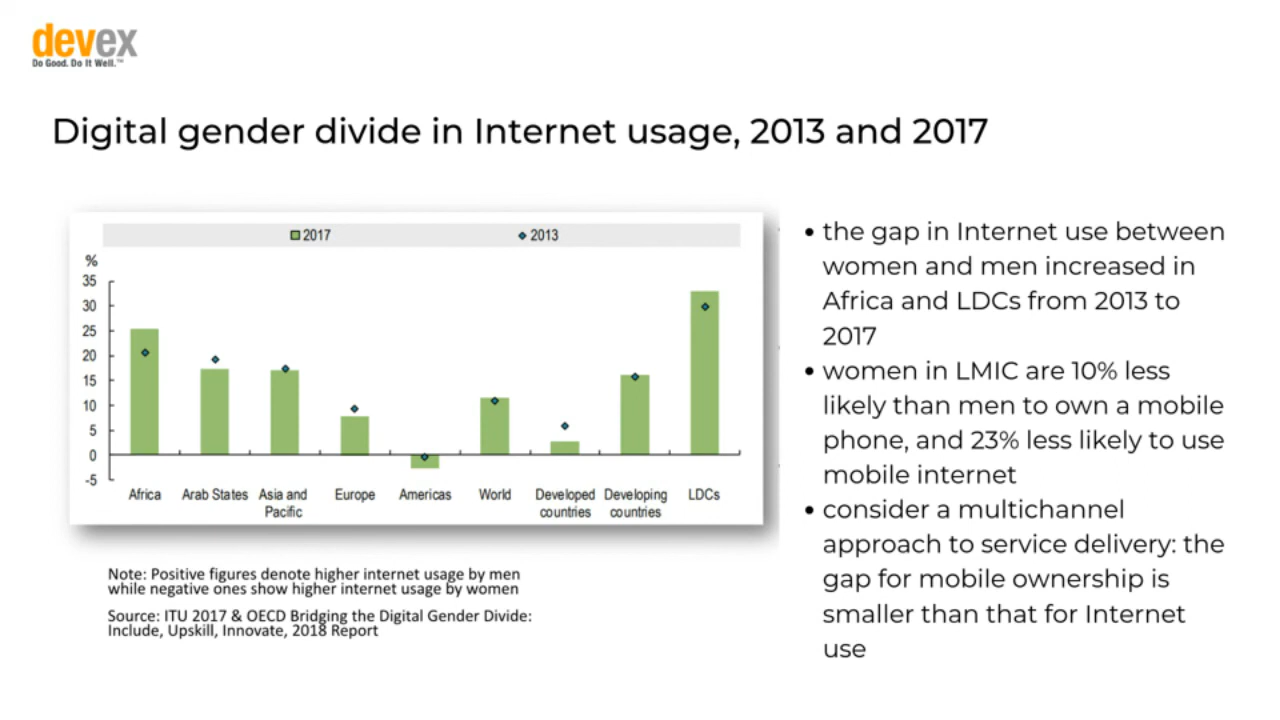 devex
Do Good. Do It Well.™
Digital gender divide in Internet usage, 2013 and 2017
2017 2013
%
35
30
25
20
15
10
5
0
-5
Africa Arab States Asia and Europe Americas World Developed Developing LDCs
Pacific countries countries
Note: Positive figures denote higher internet usage by men
while negative ones show higher internet usage by women
Source: ITU 2017 & OECD Bridging the Digital Gender Divide:
Include, Upskill, Innovate, 2018 Report
• the gap in Internet use between
women and men increased in
Africa and LDCs from 2013 to
2017
• women in LMIC are 10% less
likely than men to own a mobile
phone, and 23% less likely to use
mobile internet
• consider a multichannel
approach to service delivery: the
gap for mobile ownership is
smaller than that for Internet
use